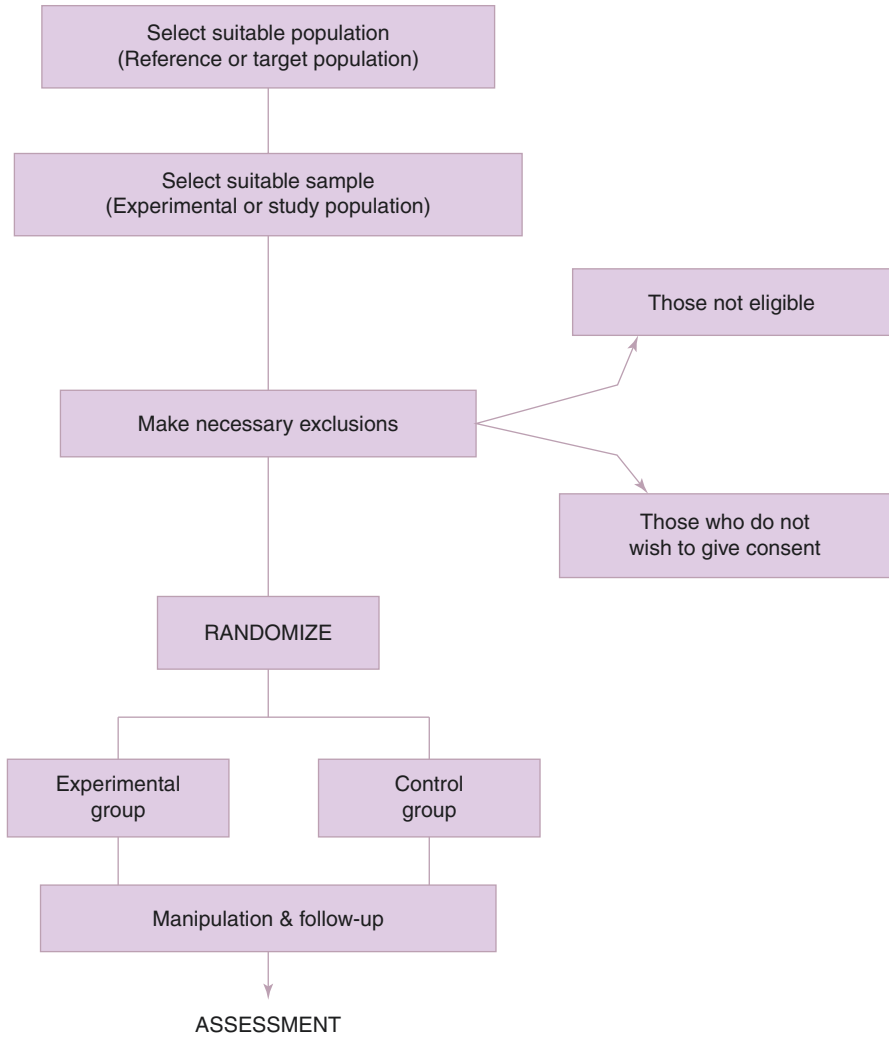 Select suitable population
(Reference or target population)
Select suitable sample
(Experimental or study population)
Those not eligible
Make necessary exclusions
Those who do not
wish to give consent
RANDOMIZE
Experimental
group
Control
group
Manipulation & follow-up
ASSESSMENT